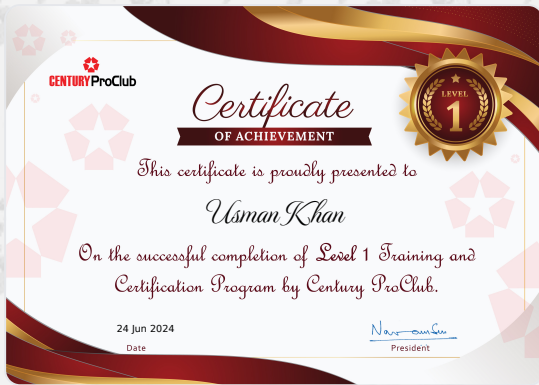 CENTURY ProClub
LEVEL
1
Certificate
OF ACHIEVEMENT
This certificate is proudly presented to
Usman Khan
On the successful completion of Level 1 Training and
Certification Program by Century ProClub.
24 Jun 2024
Date
President